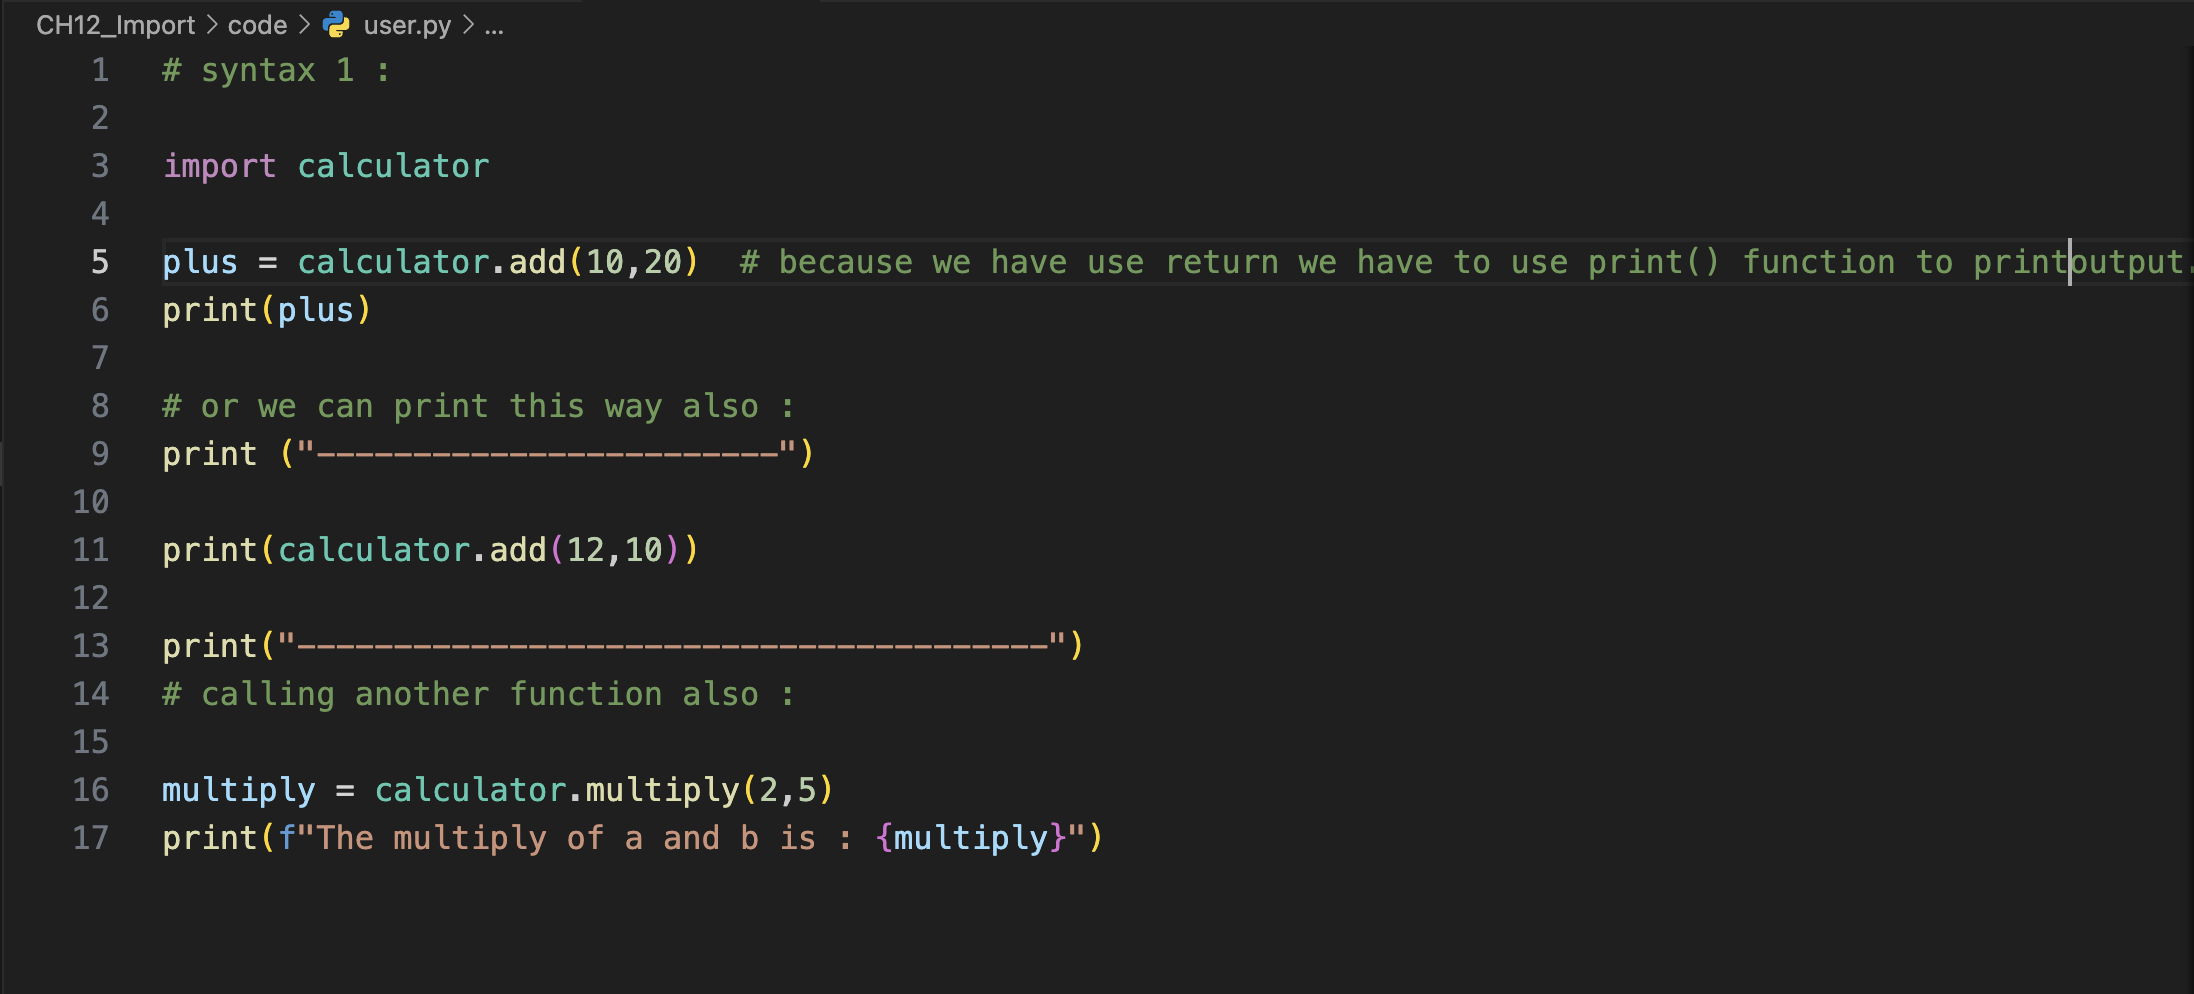 CH12_Import > code > user.py > ...
1 # syntax 1 :
2
3 import calculator
4
5 plus = calculator.add(10,20)  # because we have use return we have to use print() function to printoutput.
6 print(plus)
7
8 # or we can print this way also :
9 print ("------------------------")
10
11 print(calculator.add(12,10))
12
13 print("---------------------------------------")
14 # calling another function also :
15
16 multiply = calculator.multiply(2,5)
17 print(f"The multiply of a and b is : {multiply}")